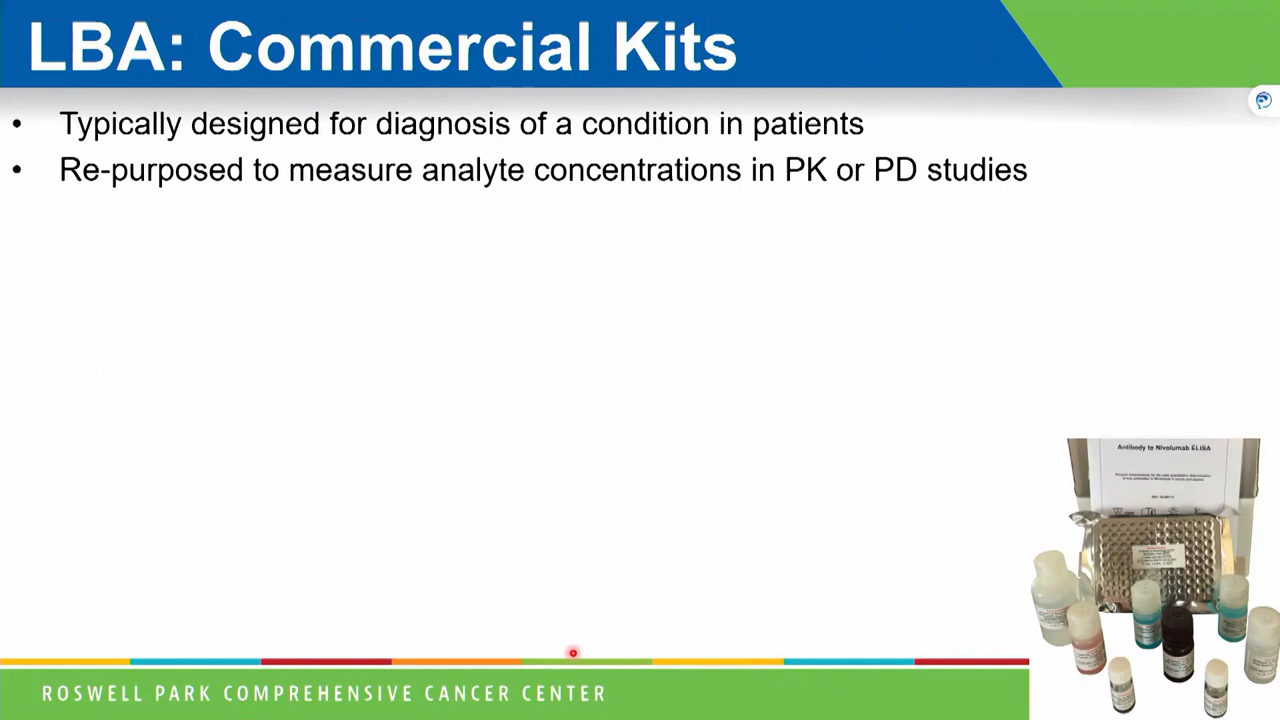 LBA: Commercial Kits
• Typically designed for diagnosis of a condition in patients
• Re-purposed to measure analyte concentrations in PK or PD studies
Antibody to Nivolumab ELISA
ROSWELL PARK COMPREHENSIVE CANCER CENTER